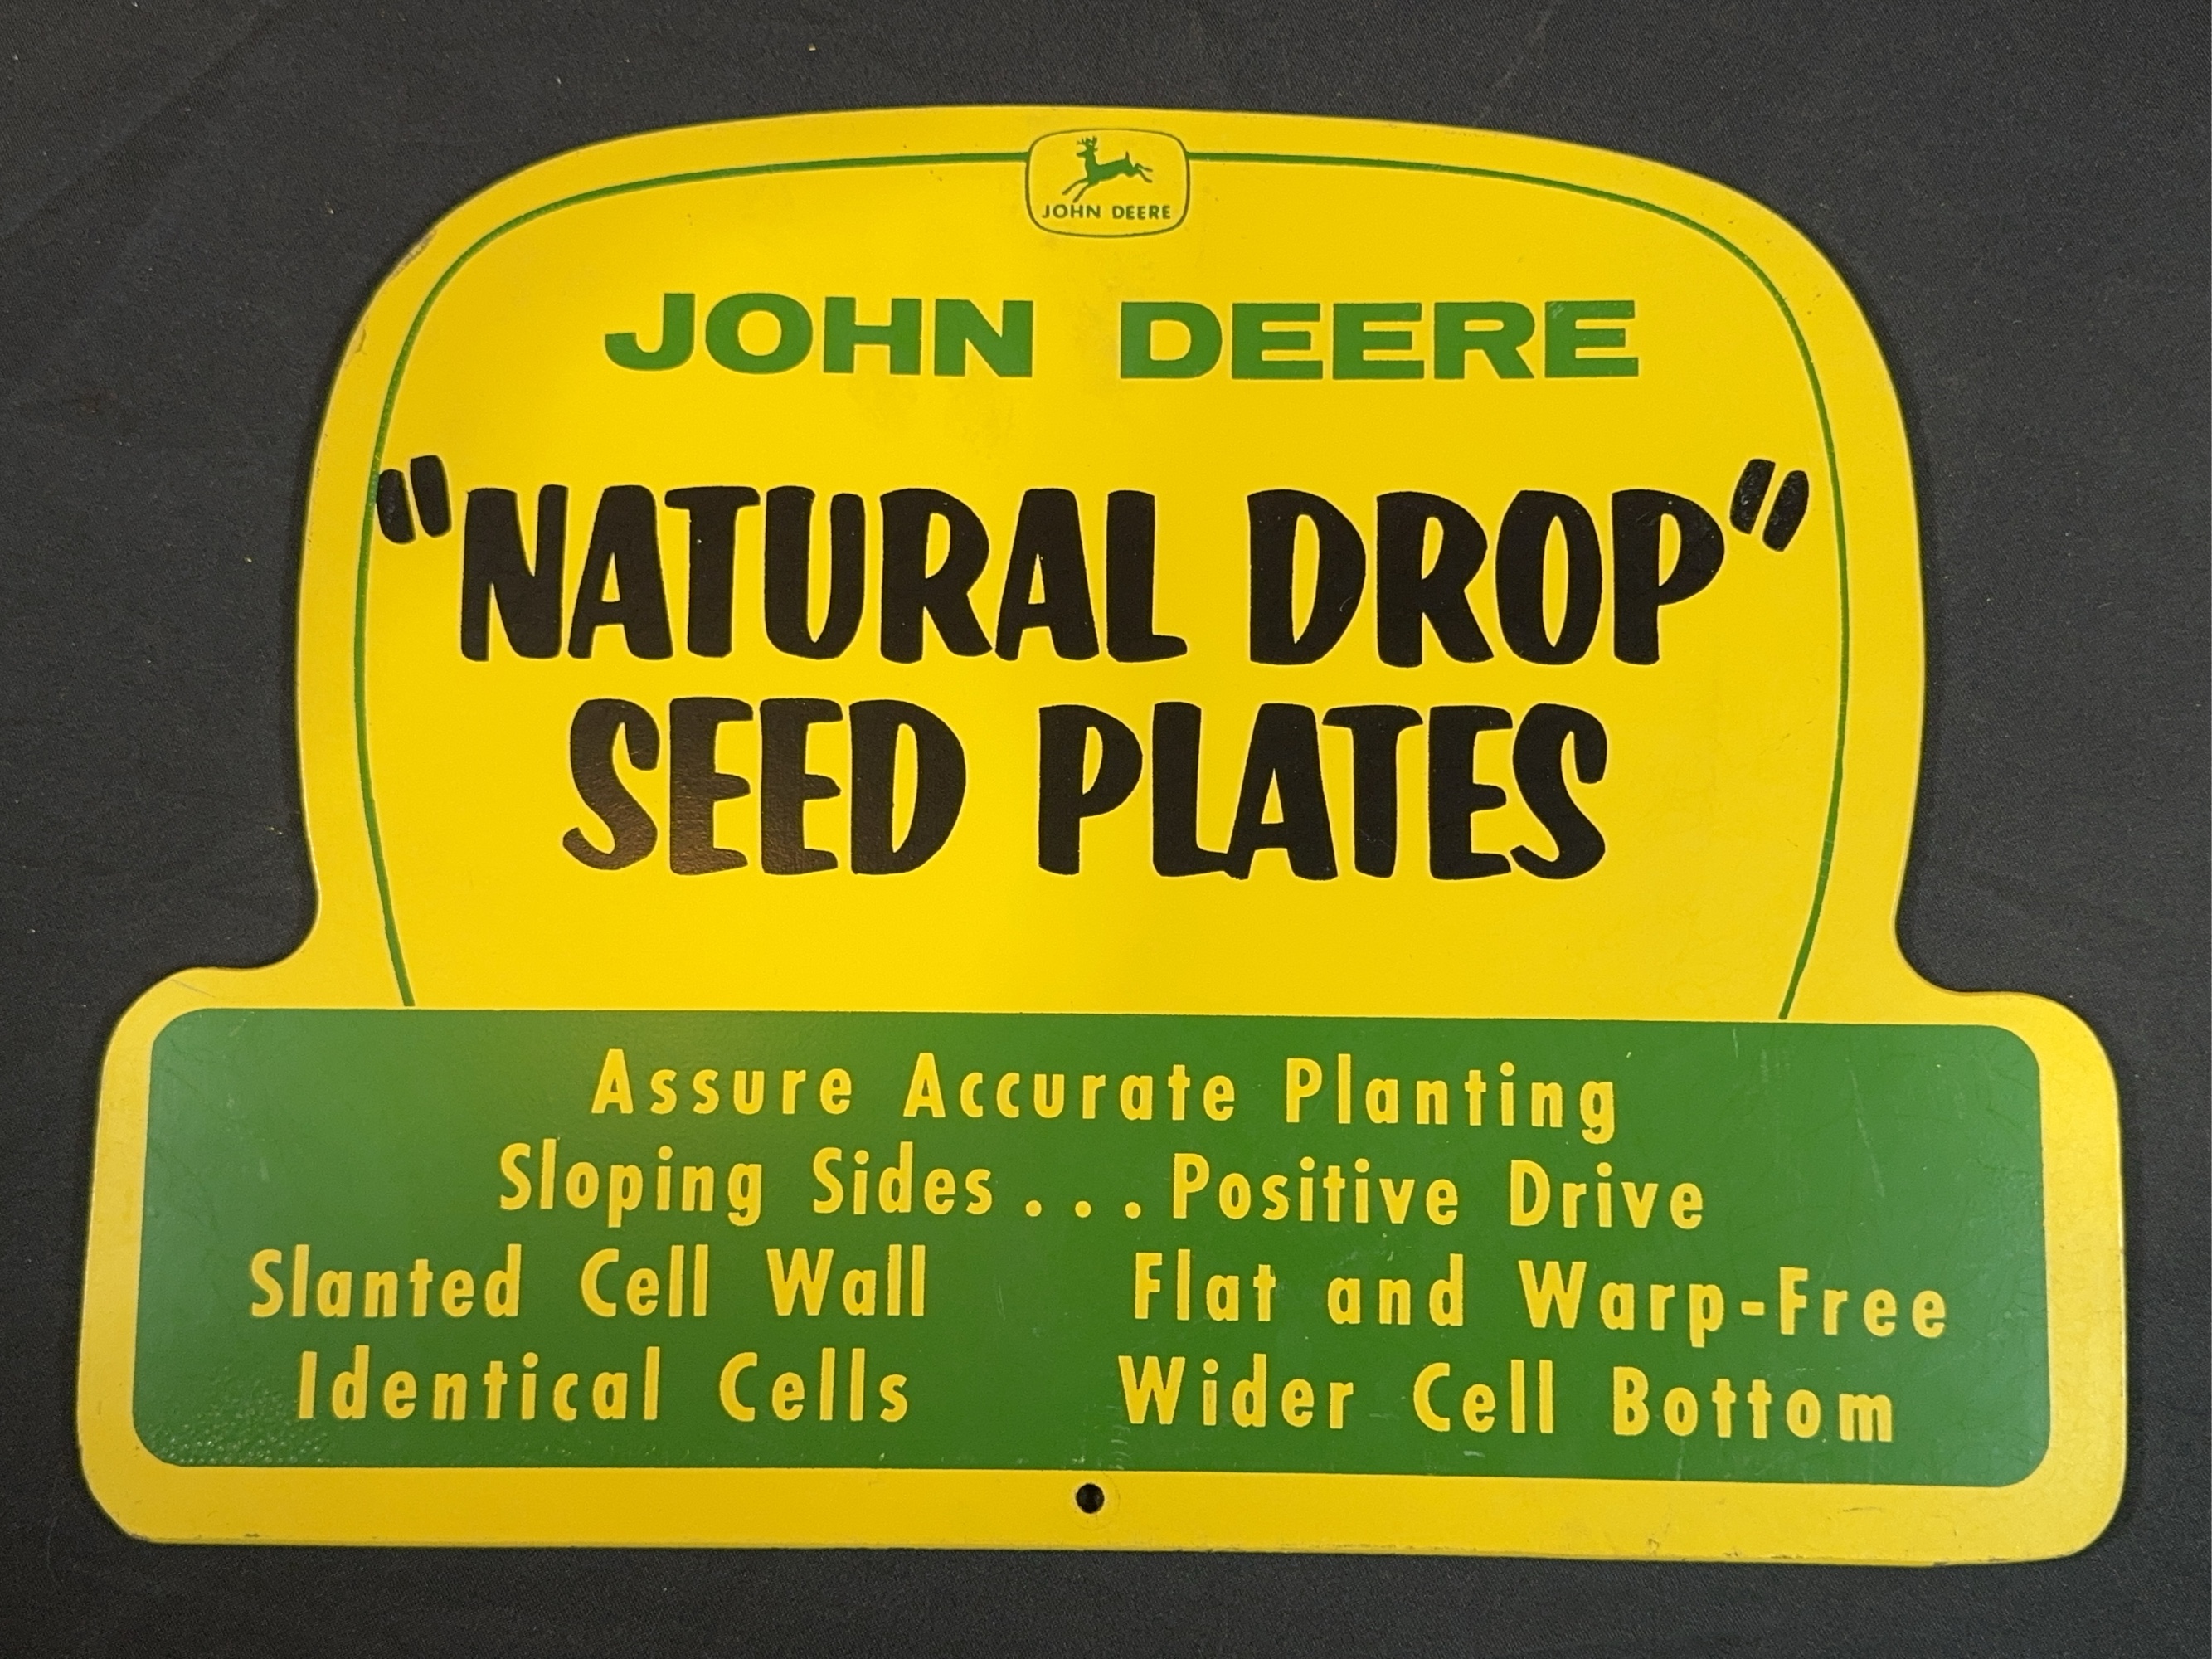 JOHN DEERE
JOHN DEERE
"NATURAL DROP"
SEED PLATES
Assure Accurate Planting
Sloping Sides...Positive Drive
Slanted Cell Wall Flat and Warp-Free
Identical Cells Wider Cell Bottom